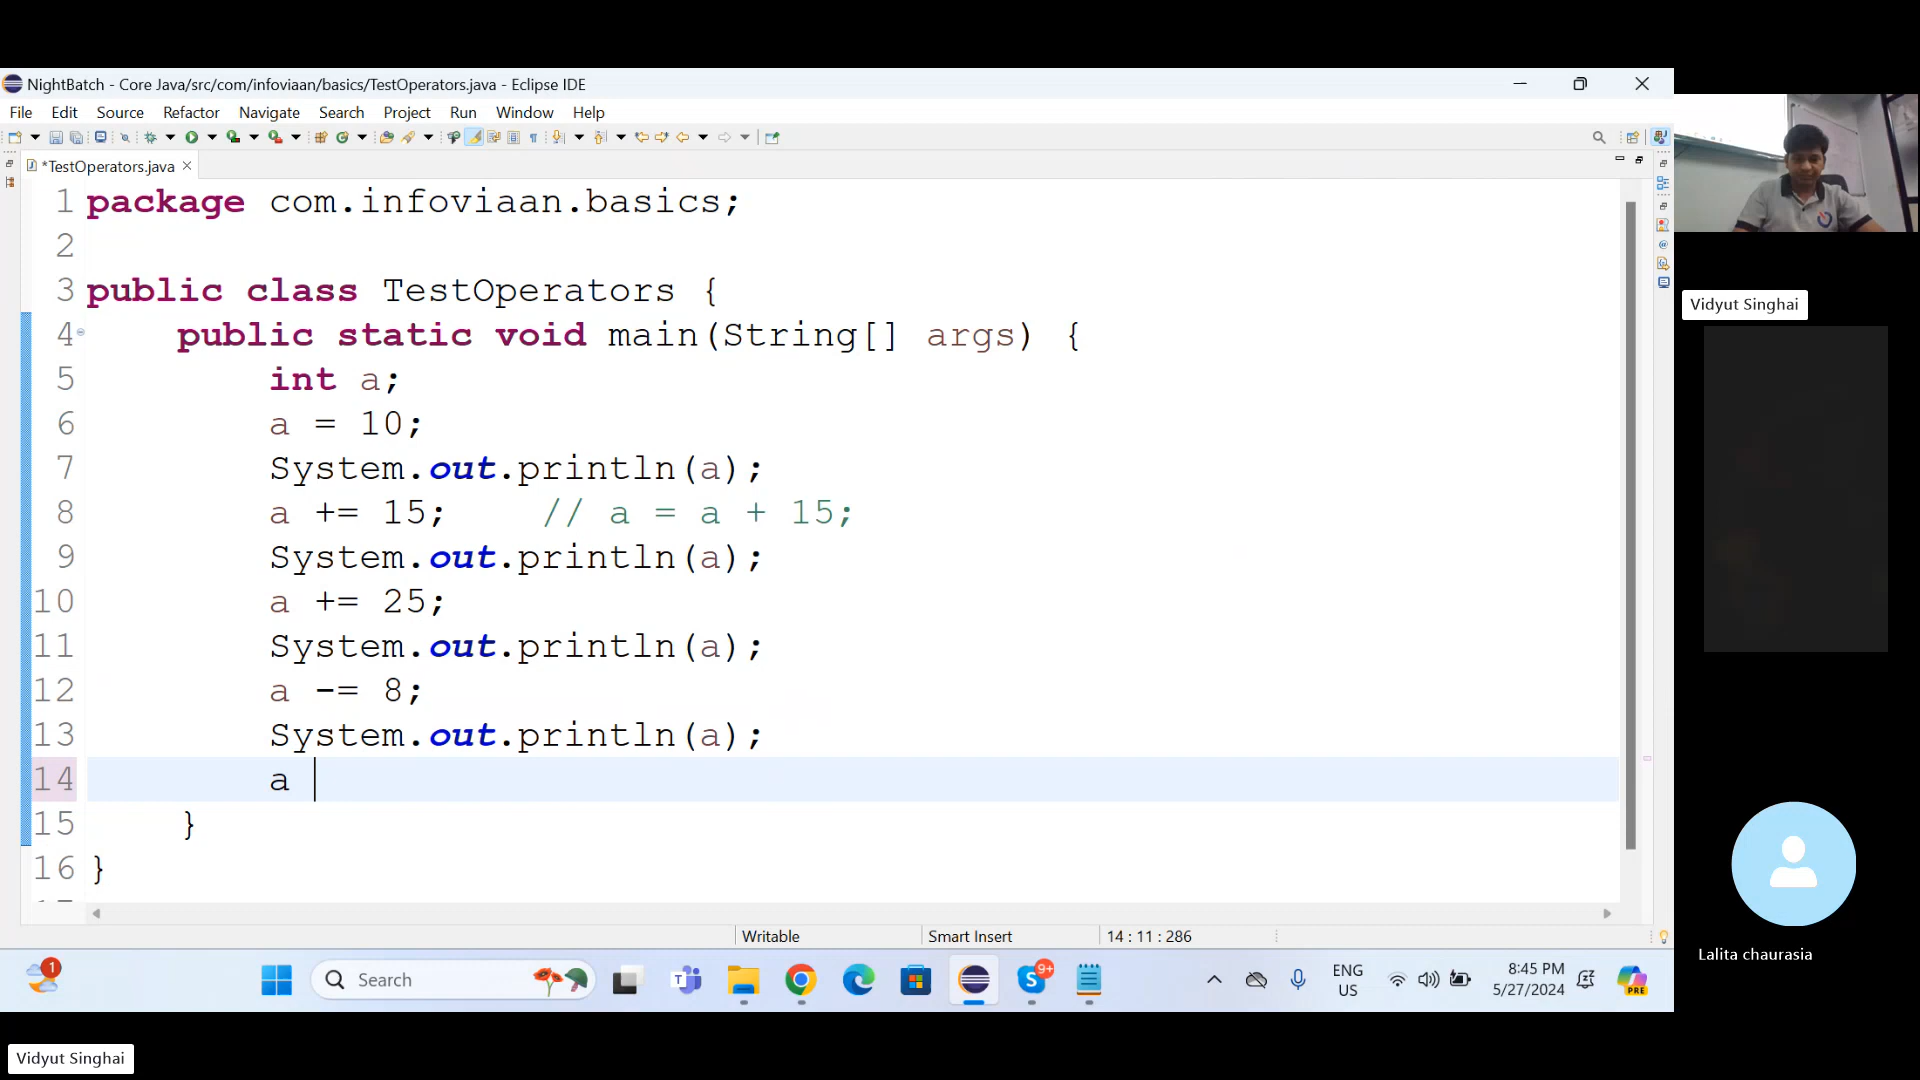 NightBatch - Core Java/src/com/infoviaan/basics/TestOperators.java - Eclipse IDE
File Edit Source Refactor Navigate Search Project Run Window Help
*TestOperators.java
1 package com.infoviaan.basics;
2
3 public class TestOperators {
4 public static void main(String[] args) {
5 int a;
6 a = 10;
7 System.out.println(a);
8 a += 15; // a = a + 15;
9 System.out.println(a);
10 a += 25;
11 System.out.println(a);
12 a -= 8;
13 System.out.println(a);
14 a
15 }
16 }
Writable Smart Insert 14 : 11 : 286
1 Search 9+ ENG US 8:45 PM 5/27/2024 PRE
Vidyut Singhai
Lalita chaurasia
Vidyut Singhai